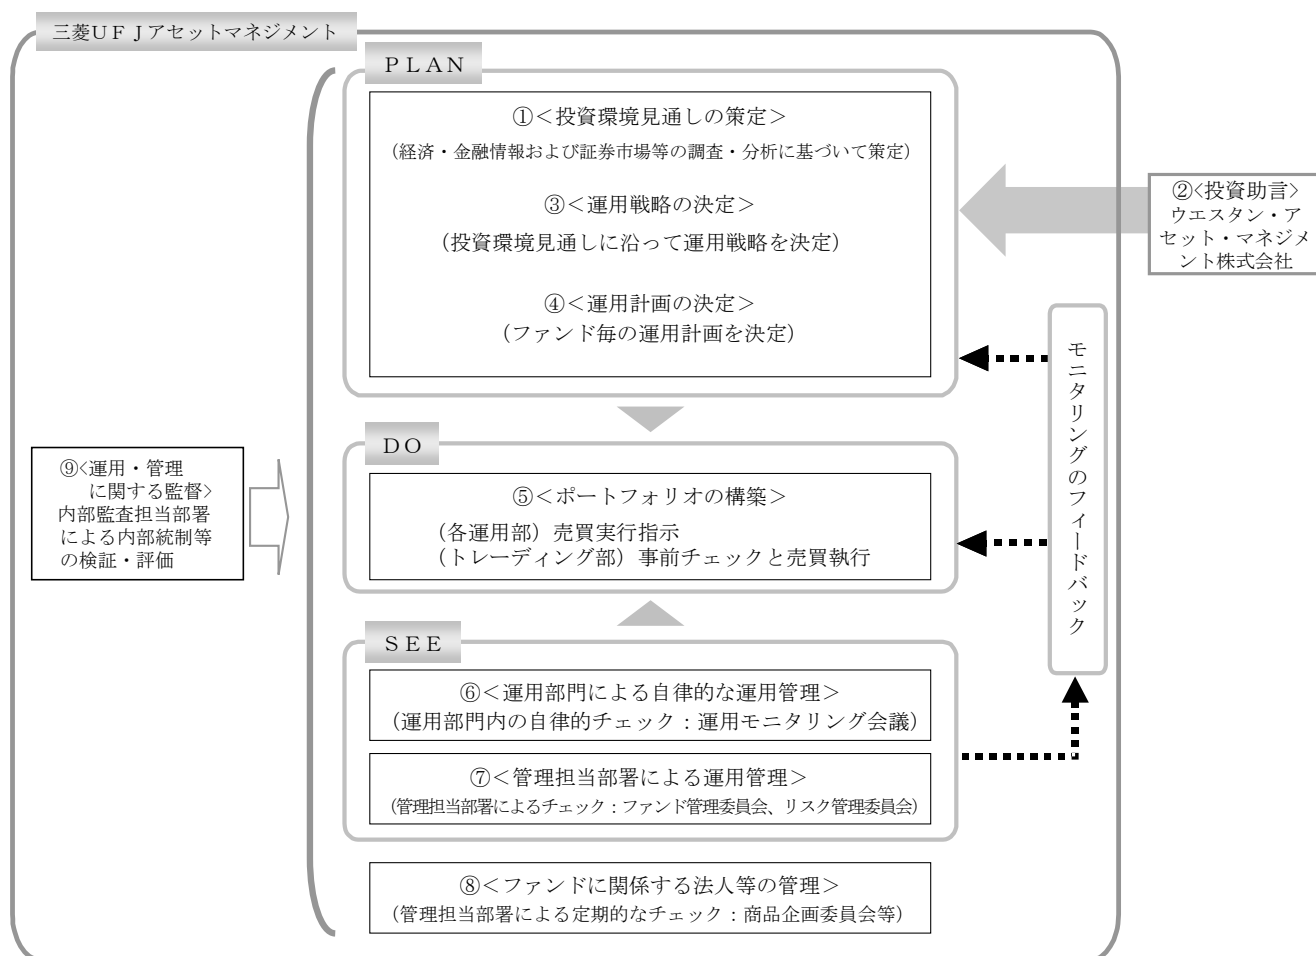 三菱ＵＦＪアセットマネジメント
ＰＬＡＮ
①＜投資環境見通しの策定＞
（経済・金融情報および証券市場等の調査・分析に基づいて策定）
③＜運用戦略の決定＞
（投資環境見通しに沿って運用戦略を決定）
④＜運用計画の決定＞
（ファンド毎の運用計画を決定）
②<投資助言>
ウエスタン・ア
セット・マネジメ
ント株式会社
モニタリングのフィードバック
ＤＯ
⑤＜ポートフォリオの構築＞
（各運用部）売買実行指示
（トレーディング部）事前チェックと売買執行
⑨<運用・管理
に関する監督>
内部監査担当部署
による内部統制等
の検証・評価
ＳＥＥ
⑥＜運用部門による自律的な運用管理＞
（運用部門内の自律的チェック：運用モニタリング会議）
⑦＜管理担当部署による運用管理＞
（管理担当部署によるチェック：ファンド管理委員会、リスク管理委員会）
⑧＜ファンドに関係する法人等の管理＞
（管理担当部署による定期的なチェック：商品企画委員会等）